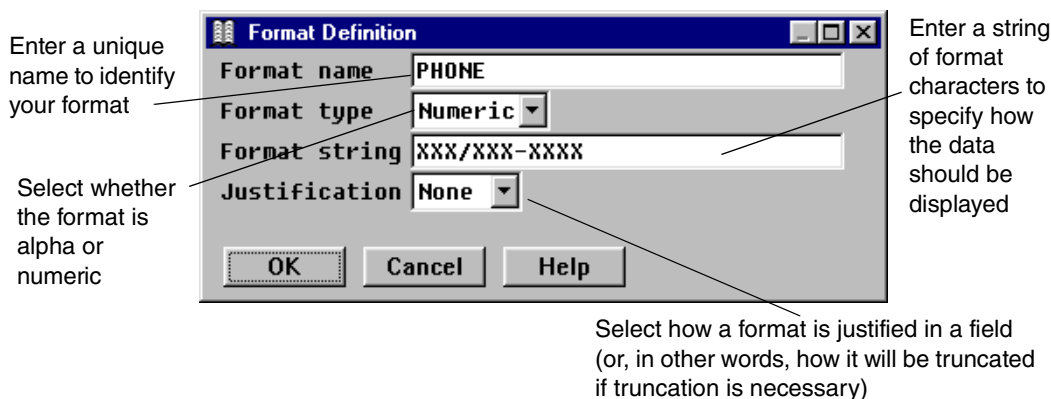 Enter a unique
name to identify
your format
Select whether
the format is
alpha or
numeric
Format Definition
Format name PHONE
Format type Numeric
Format string XXX/XXX-XXXX
Justification None
OK Cancel Help
Enter a string
of format
characters to
specify how
the data
should be
displayed
Select how a format is justified in a field
(or, in other words, how it will be truncated
if truncation is necessary)